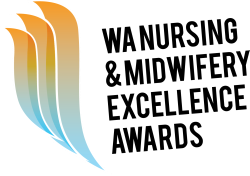 WA NURSING
& MIDWIFERY
EXCELLENCE
AWARDS